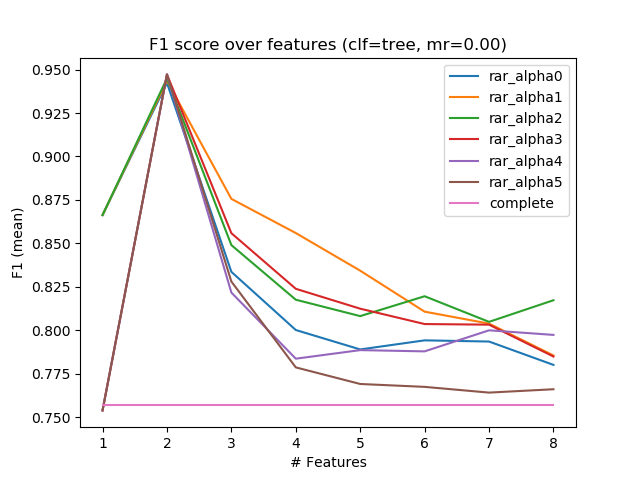 F1 score over features (clf=tree, mr=0.00)
F1 (mean)
0.950
0.925
0.900
0.875
0.850
0.825
0.800
0.775
0.750
rar_alpha0
rar_alpha1
rar_alpha2
rar_alpha3
rar_alpha4
rar_alpha5
complete
1 2 3 4 5 6 7 8
# Features